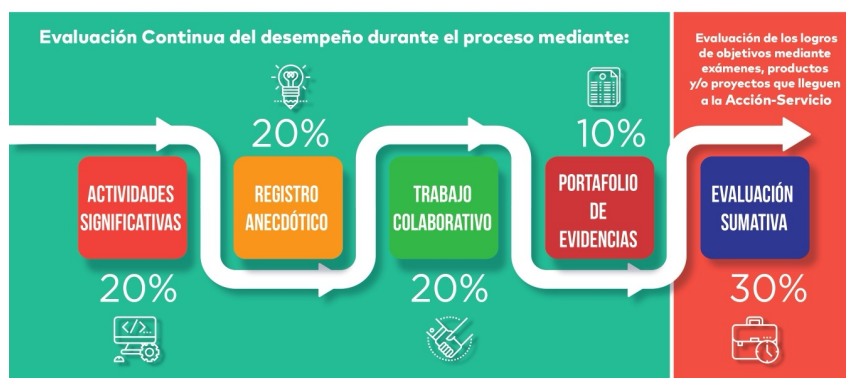 Evaluación Continua del desempeño durante el proceso mediante:
Evaluación de los logros
de objetivos mediante
exámenes, productos
y/o proyectos que lleguen
a la Acción-Servicio
20%
10%
ACTIVIDADES
SIGNIFICATIVAS
REGISTRO
ANECDÓTICO
TRABAJO
COLABORATIVO
PORTAFOLIO
DE
EVIDENCIAS
EVALUACIÓN
SUMATIVA
20%
20%
30%